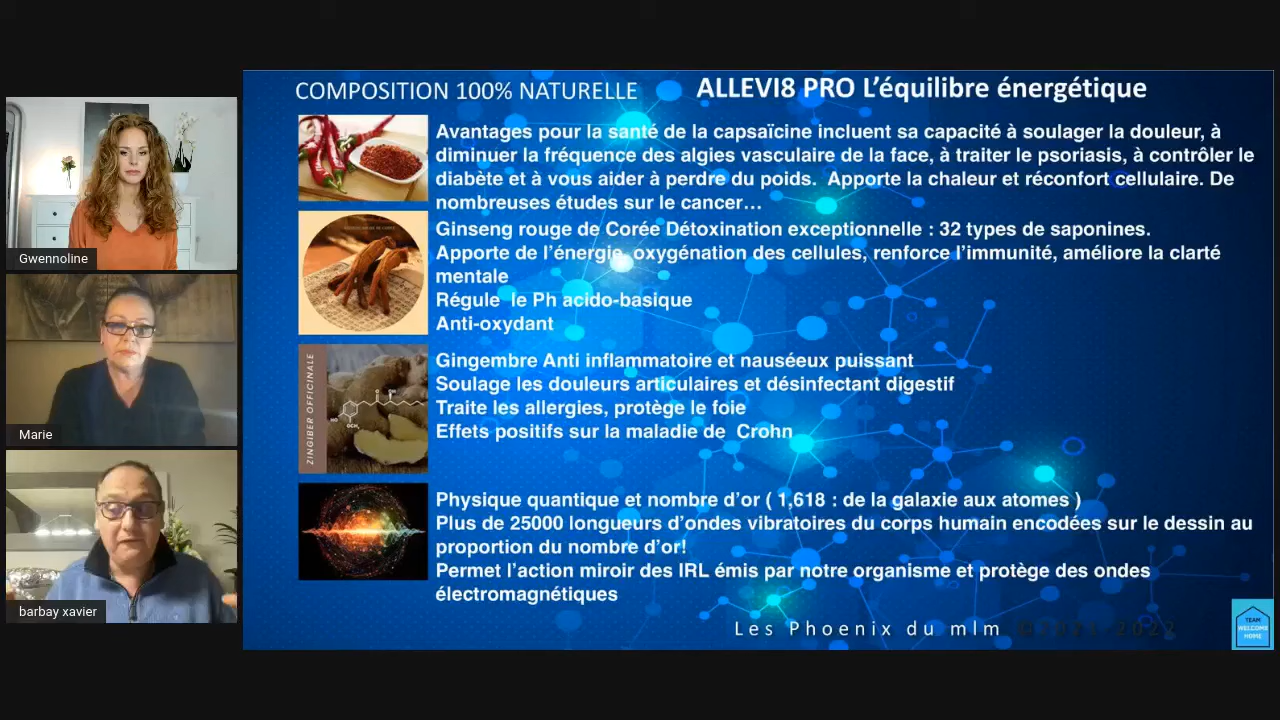 COMPOSITION 100% NATURELLE
ALLEVI8 PRO L’équilibre énergétique
Avantages pour la santé de la capsaïcine incluent sa capacité à soulager la douleur, à
diminuer la fréquence des algies vasculaire de la face, à traiter le psoriasis, à contrôler le
diabète et à vous aider à perdre du poids. Apporte la chaleur et réconfort cellulaire. De
nombreuses études sur le cancer…
Ginseng rouge de Corée Détoxination exceptionnelle : 32 types de saponines.
Apporte de l’énergie, oxygénation des cellules, renforce l’immunité, améliore la clarté
mentale
Régule le Ph acido-basique
Anti-oxydant
ZINGIBER OFFICINALE
HO
OCH₃
O
OH
Gingembre Anti inflammatoire et nauséeux puissant
Soulage les douleurs articulaires et désinfectant digestif
Traite les allergies, protège le foie
Effets positifs sur la maladie de Crohn
Physique quantique et nombre d’or ( 1,618 : de la galaxie aux atomes )
Plus de 25000 longueurs d’ondes vibratoires du corps humain encodées sur le dessin au
proportion du nombre d’or!
Permet l’action miroir des IRL émis par notre organisme et protège des ondes
électromagnétiques
Les Phoenix du mlm
2022
TEAM
WELCOME
HOME
Gwennoline
Marie
barbay xavier